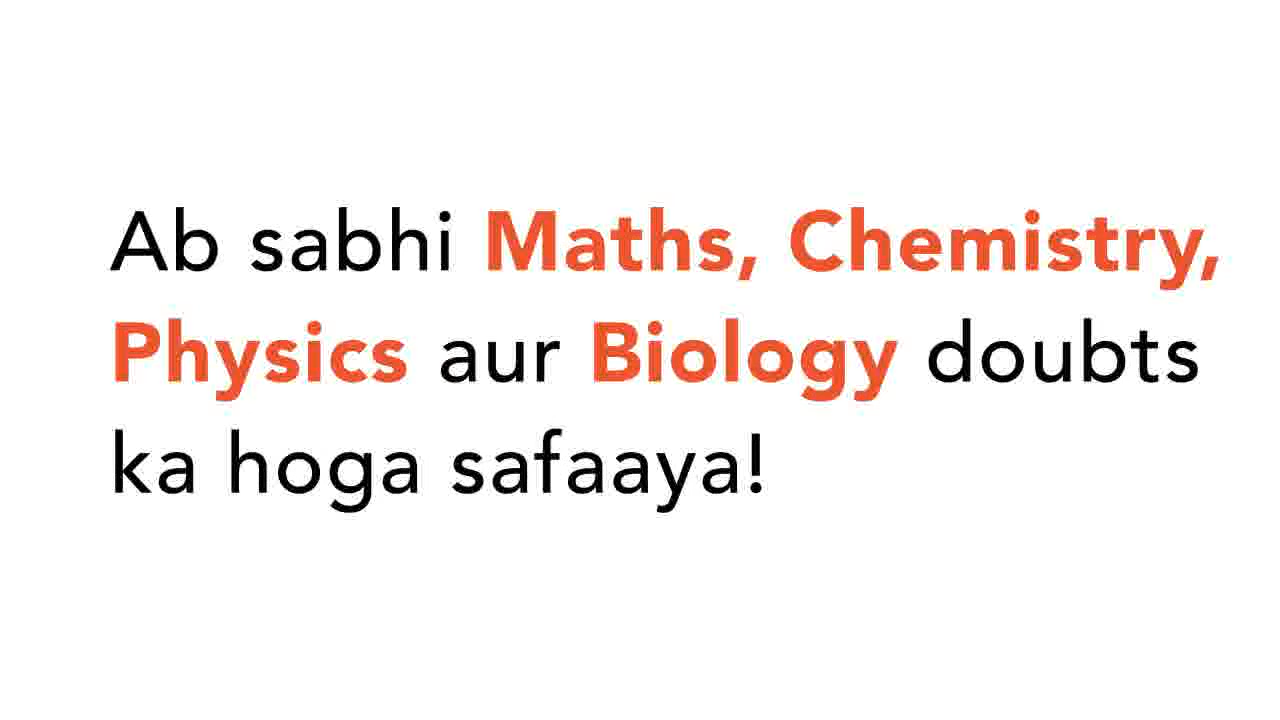 Ab sabhi Maths, Chemistry,
Physics aur Biology doubts
ka hoga safaaya!